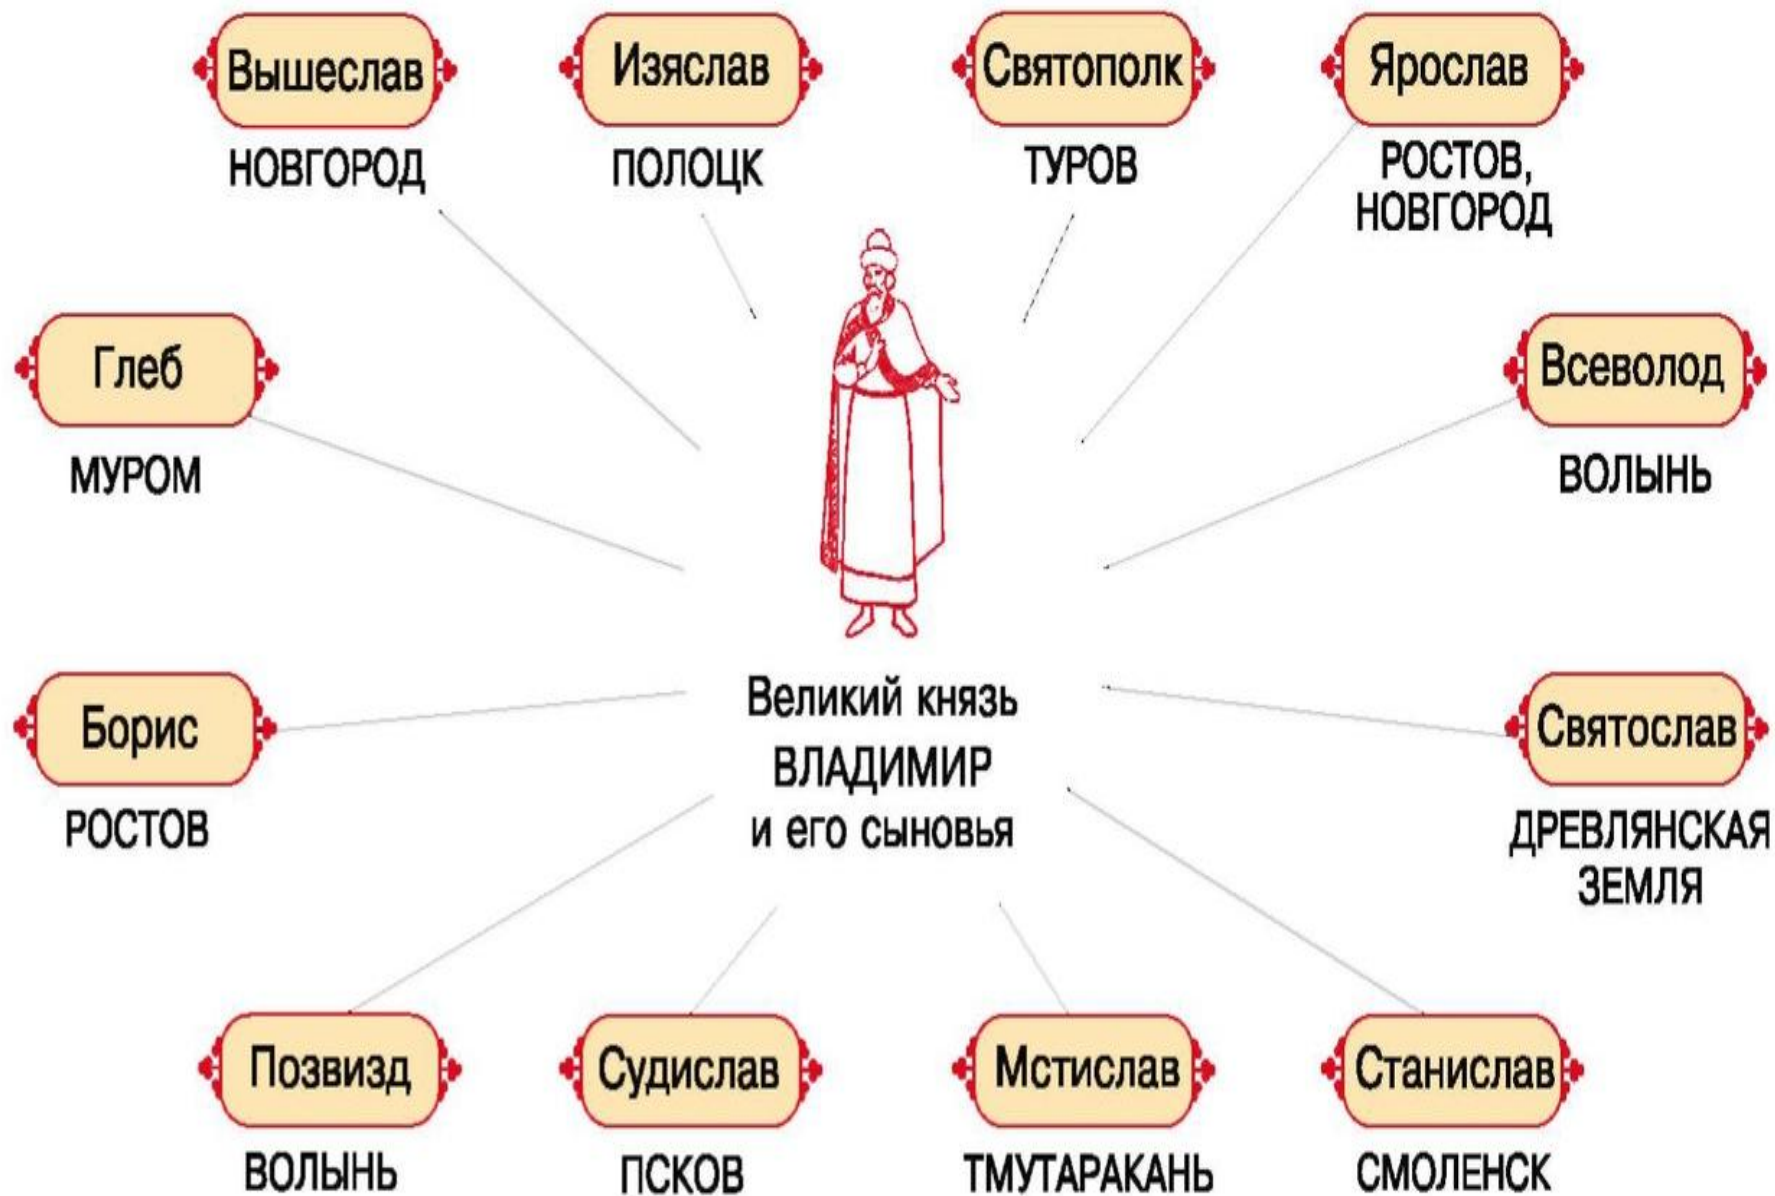 Вышеслав
НОВГОРОД
Изяслав
ПОЛОЦК
Святополк
ТУРОВ
Ярослав
РОСТОВ,
НОВГОРОД
Глеб
МУРОМ
Всеволод
ВОЛЫНЬ
Борис
РОСТОВ
Великий князь
ВЛАДИМИР
и его сыновья
Святослав
ДРЕВЛЯНСКАЯ
ЗЕМЛЯ
Позвизд
ВОЛЫНЬ
Судислав
ПСКОВ
Мстислав
ТМУТАРАКАНЬ
Станислав
СМОЛЕНСК